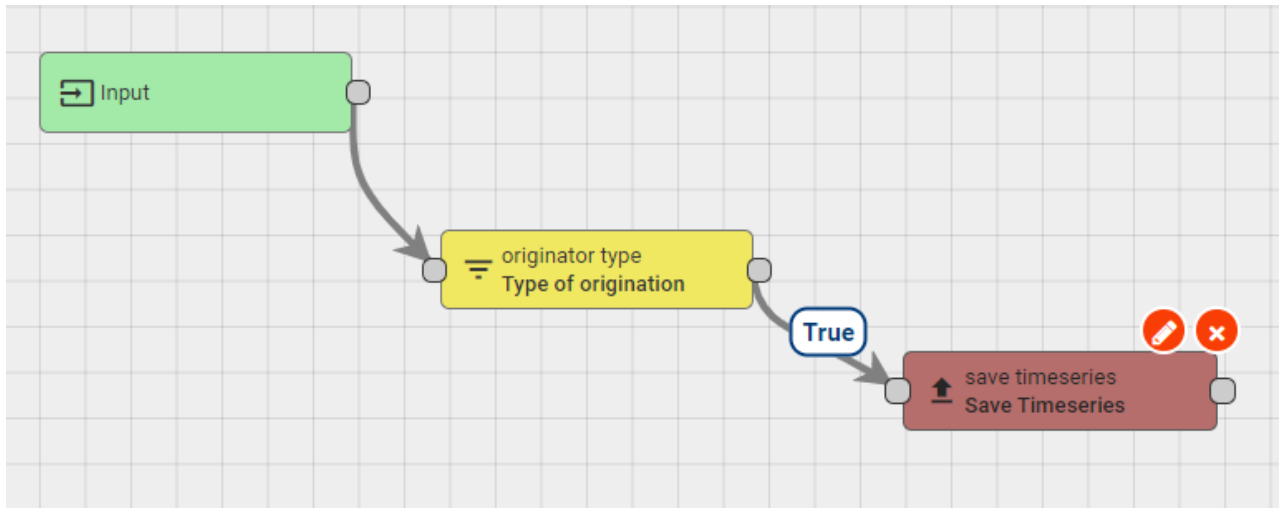 Input
originator type
Type of origination
True
save timeseries
Save Timeseries